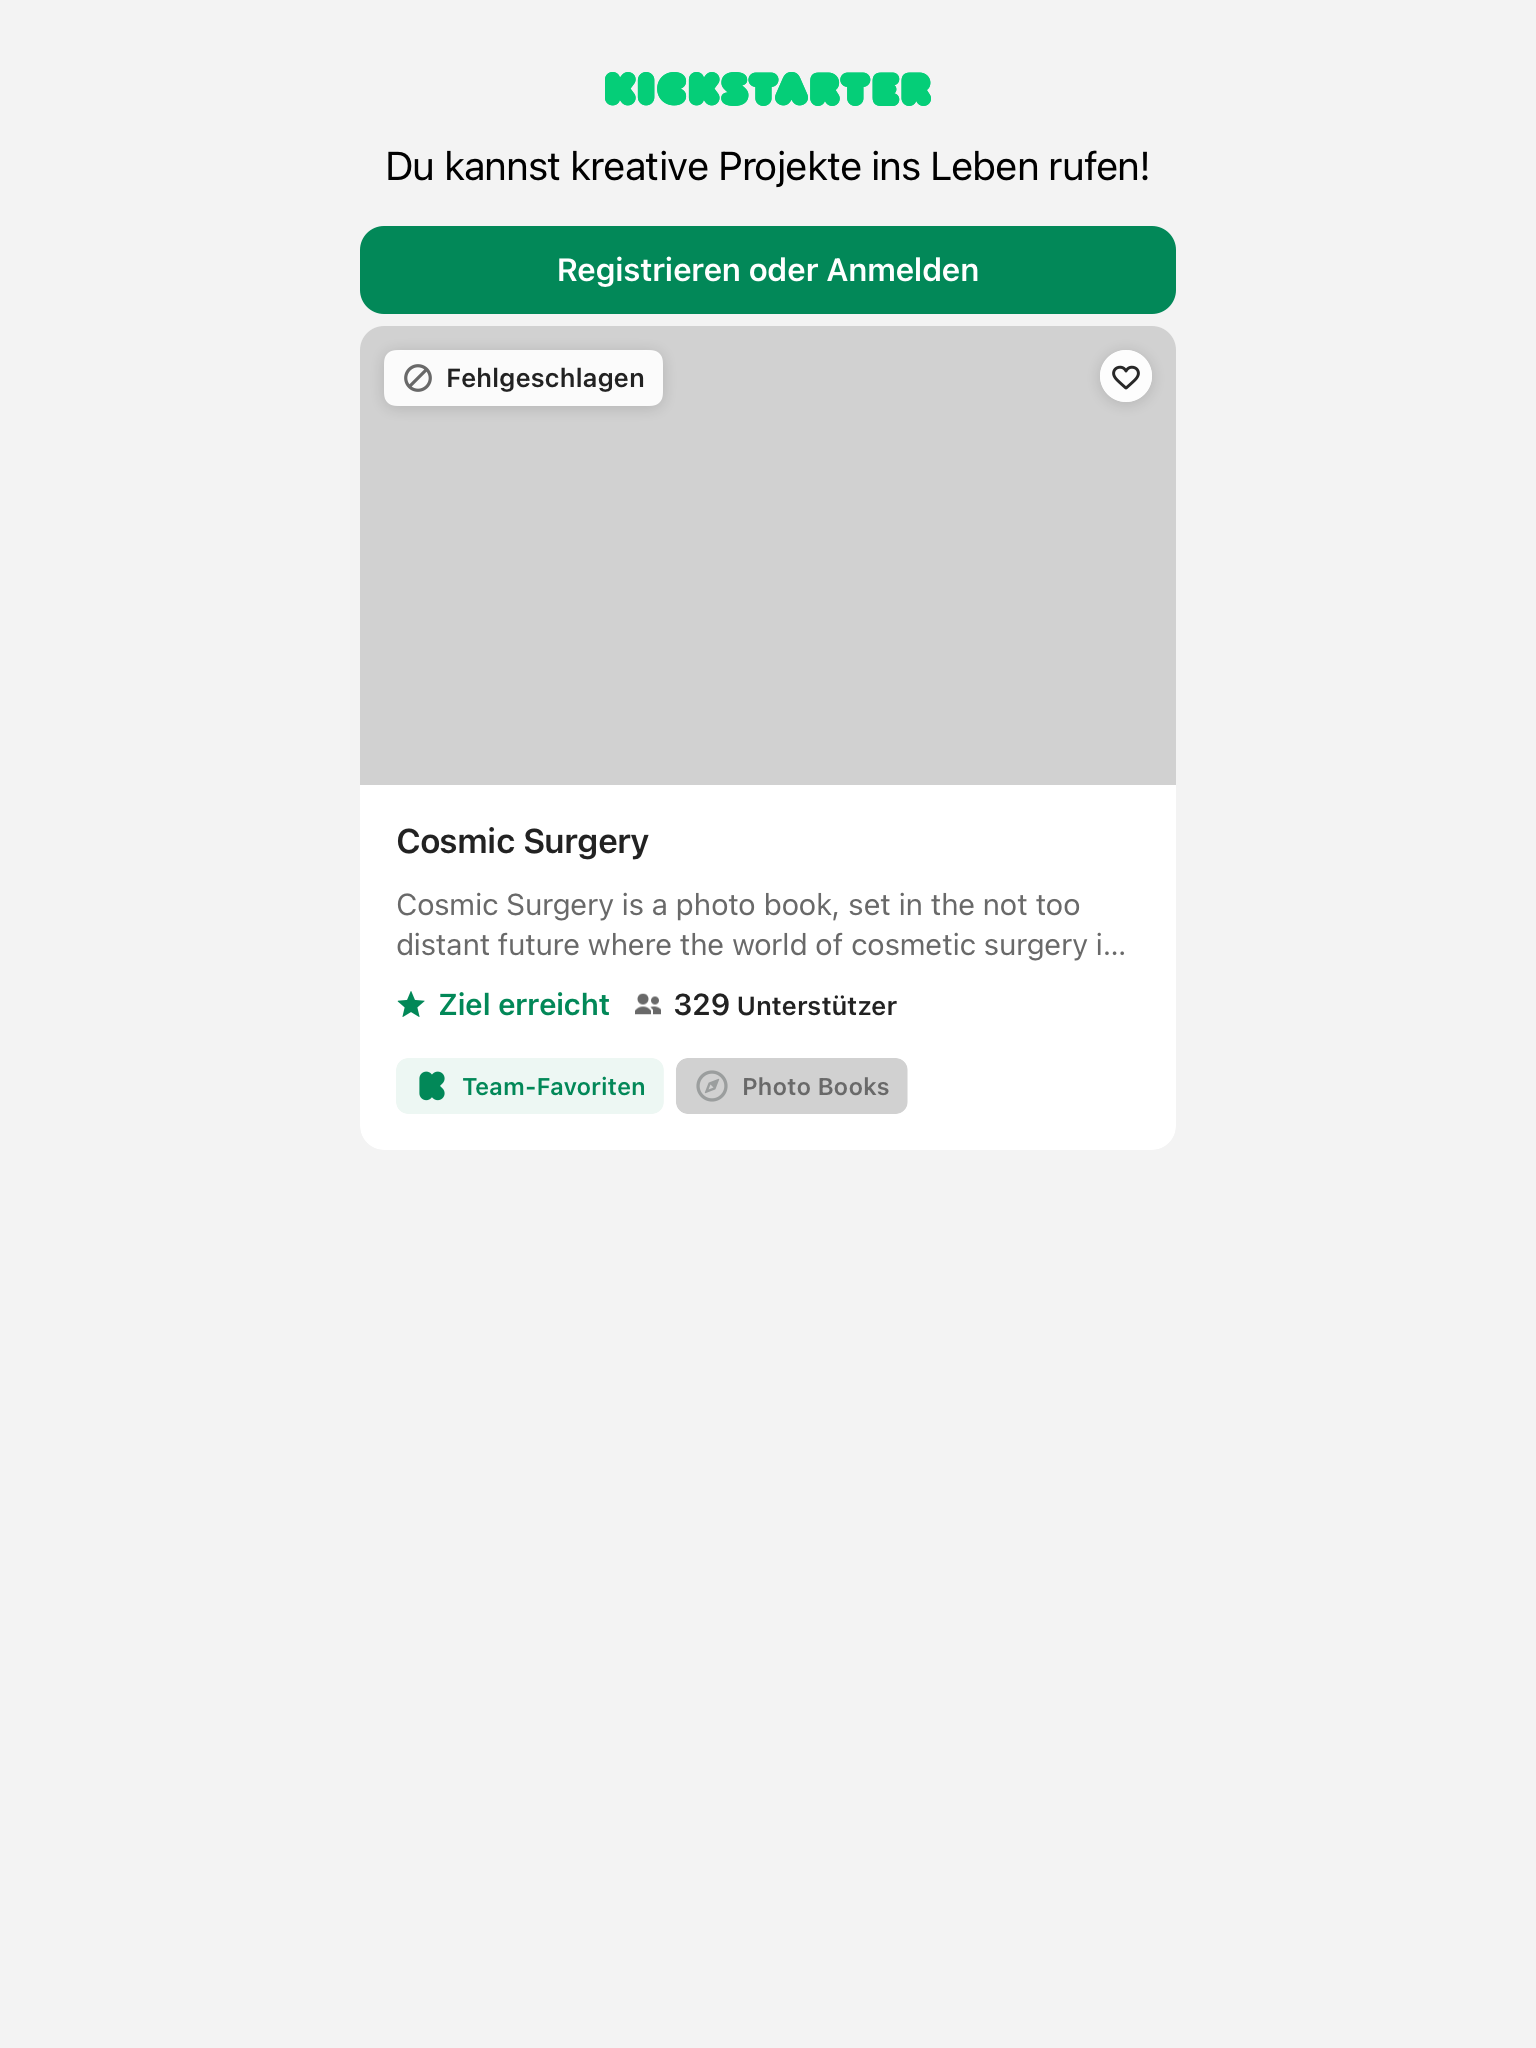 KICKSTARTER
Du kannst kreative Projekte ins Leben rufen!
Registrieren oder Anmelden
Fehlgeschlagen
Cosmic Surgery
Cosmic Surgery is a photo book, set in the not too
distant future where the world of cosmetic surgery i...
Ziel erreicht 329 Unterstützer
Team-Favoriten Photo Books